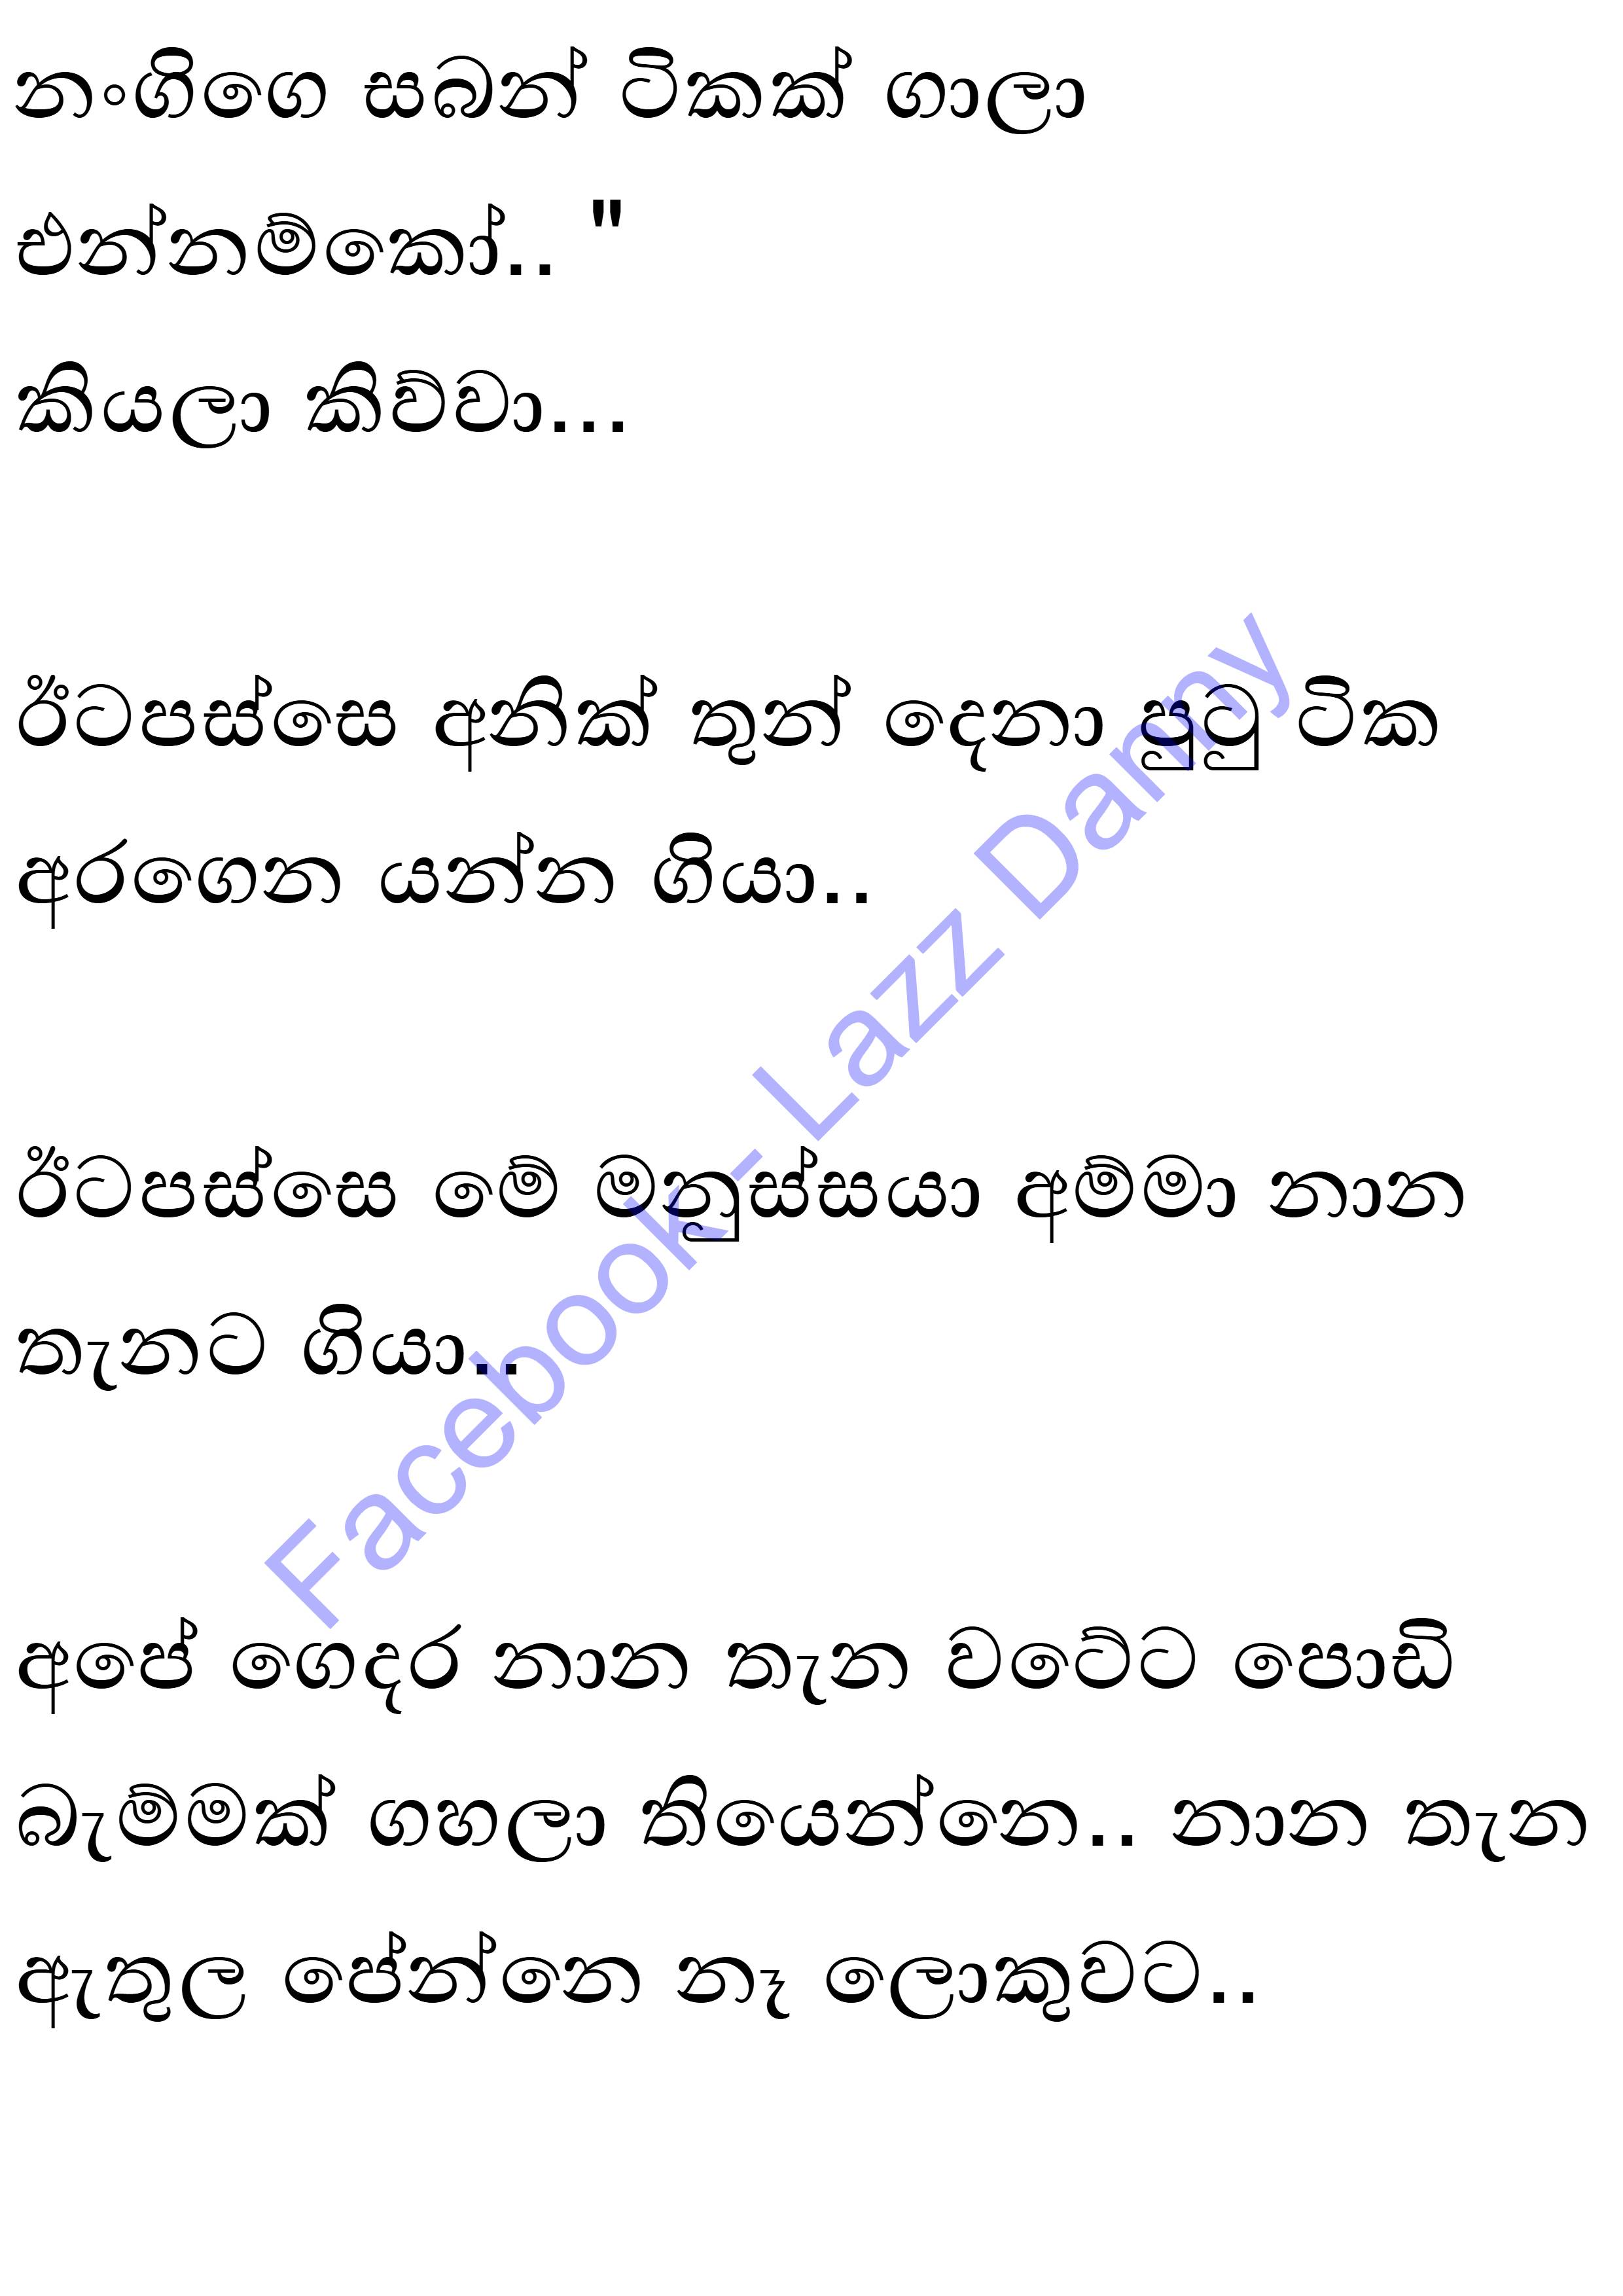 නංගිගෙ සබන් ටිකක් ගාලා
එන්නම්කෝ.. "
කියලා කිව්වා...
ඊටපස්සෙ අනික් තුන් දෙනා පුටු ටික
අරගෙන යන්න ගියා..
ඊටපස්සෙ මේ මනුස්සයා අම්මා නාන
තැනට ගියා..
අපේ ගෙදර නාන තැන වටේට පොඩි
බැම්මක් ගහලා තියෙන්නෙ.. නාන තැන
ඇතුල පේන්නෙ නෑ ලොකුවට..
Facebook- Lazz Danny